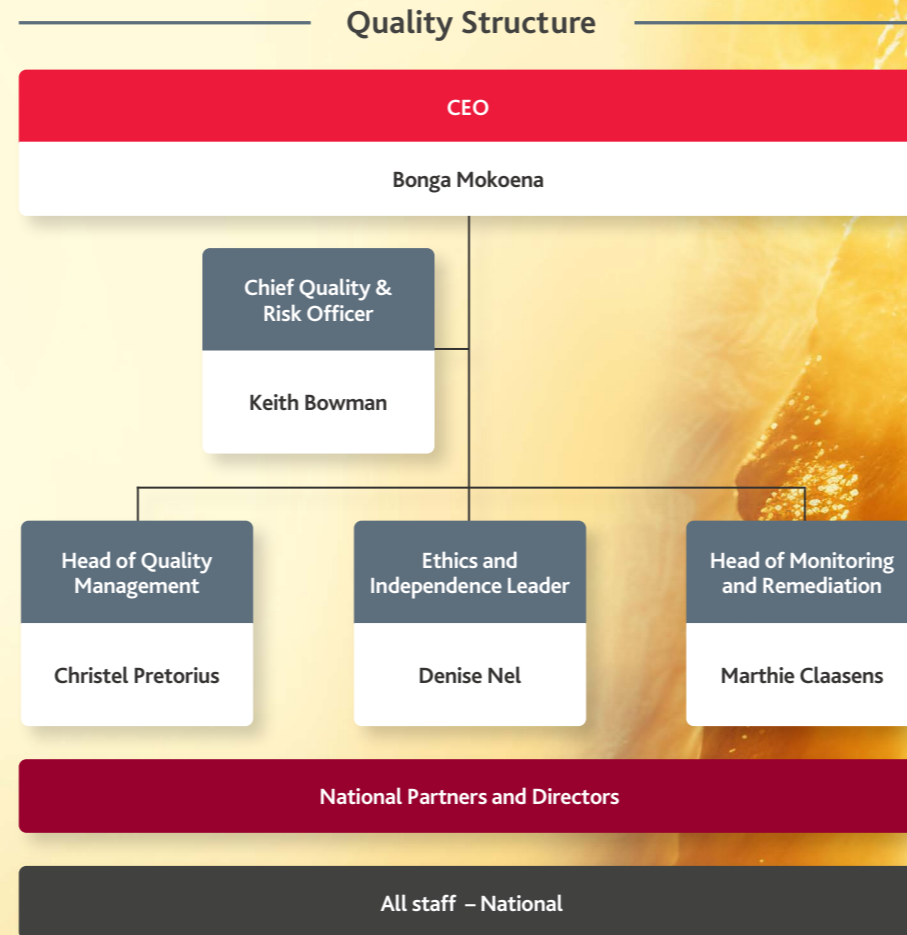 Quality Structure
CEO
Bonga Mokoena
Chief Quality &
Risk Officer
Keith Bowman
Head of Quality
Management
Christel Pretorius
Ethics and
Independence Leader
Denise Nel
Head of Monitoring
and Remediation
Marthie Claasens
National Partners and Directors
All staff – National